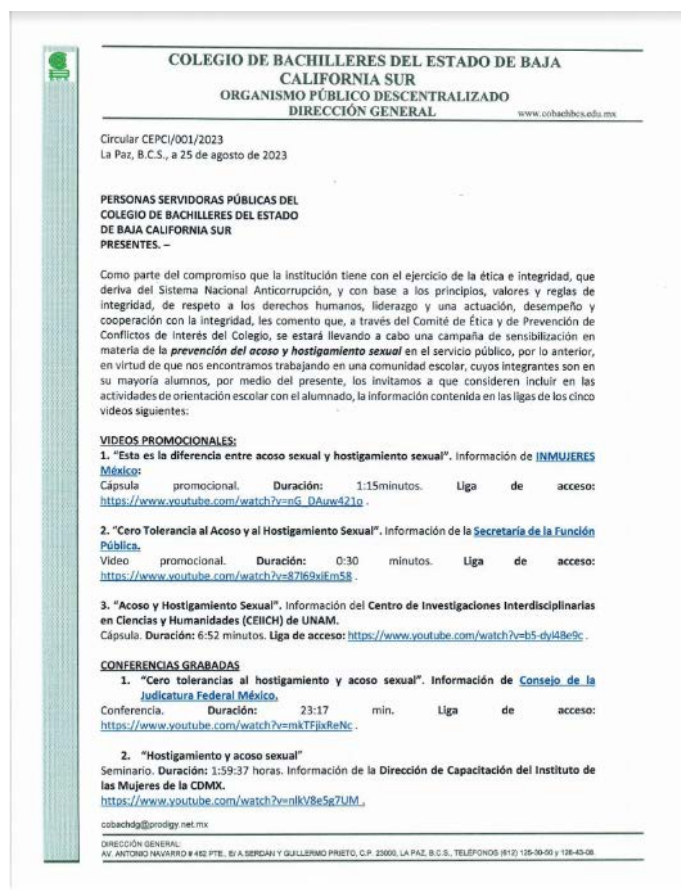 COLEGIO DE BACHILLERES DEL ESTADO DE BAJA
CALIFORNIA SUR
ORGANISMO PÚBLICO DESCENTRALIZADO
DIRECCIÓN GENERAL
www.cobachbcs.edu.mx
Circular CEPCI/001/2023
La Paz, B.C.S., a 25 de agosto de 2023
PERSONAS SERVIDORAS PÚBLICAS DEL
COLEGIO DE BACHILLERES DEL ESTADO
DE BAJA CALIFORNIA SUR
PRESENTES. –
Como parte del compromiso que la institución tiene con el ejercicio de la ética e integridad, que
deriva del Sistema Nacional Anticorrupción, y con base a los principios, valores y reglas de
integridad, de respeto a los derechos humanos, liderazgo y una actuación, desempeño y
cooperación con la integridad, les comento que, a través del Comité de Ética y de Prevención de
Conflictos de Interés del Colegio, se estará llevando a cabo una campaña de sensibilización en
materia de la prevención del acoso y hostigamiento sexual en el servicio público, por lo anterior,
en virtud de que nos encontramos trabajando en una comunidad escolar, cuyos integrantes son en
su mayoría alumnos, por medio del presente, los invitamos a que consideren incluir en las
actividades de orientación escolar con el alumnado, la información contenida en las ligas de los cinco
videos siguientes:
VIDEOS PROMOCIONALES:
1. “Esta es la diferencia entre acoso sexual y hostigamiento sexual”. Información de INMUJERES
México:
Cápsula promocional. Duración: 1:15minutos. Liga de acceso:
https://www.youtube.com/watch?v=nG_DAuw421o .
2. “Cero Tolerancia al Acoso y al Hostigamiento Sexual”. Información de la Secretaría de la Función
Pública.
Video promocional. Duración: 0:30 minutos. Liga de acceso:
https://www.youtube.com/watch?v=87I69xiEm58 .
3. “Acoso y Hostigamiento Sexual”. Información del Centro de Investigaciones Interdisciplinarias
en Ciencias y Humanidades (CEIICH) de UNAM.
Cápsula. Duración: 6:52 minutos. Liga de acceso: https://www.youtube.com/watch?v=b5-dyl4Be9c .
CONFERENCIAS GRABADAS
1. “Cero tolerancias al hostigamiento y acoso sexual”. Información de Consejo de la
Judicatura Federal México.
Conferencia. Duración: 23:17 min. Liga de acceso:
https://www.youtube.com/watch?v=mkTFjixReNc .
2. “Hostigamiento y acoso sexual”
Seminario. Duración: 1:59:37 horas. Información de la Dirección de Capacitación del Instituto de
las Mujeres de la CDMX.
https://www.youtube.com/watch?v=nlkV8e5g7UM .
cobachdg@prodigy.net.mx
DIRECCIÓN GENERAL:
AV. ANTONIO NAVARRO # 462 PTE., E/ A.SERDAN Y GUILLERMO PRIETO, C.P. 23000, LA PAZ, B.C.S., TELÉFONOS (612) 125-30-50 y 128-43-08